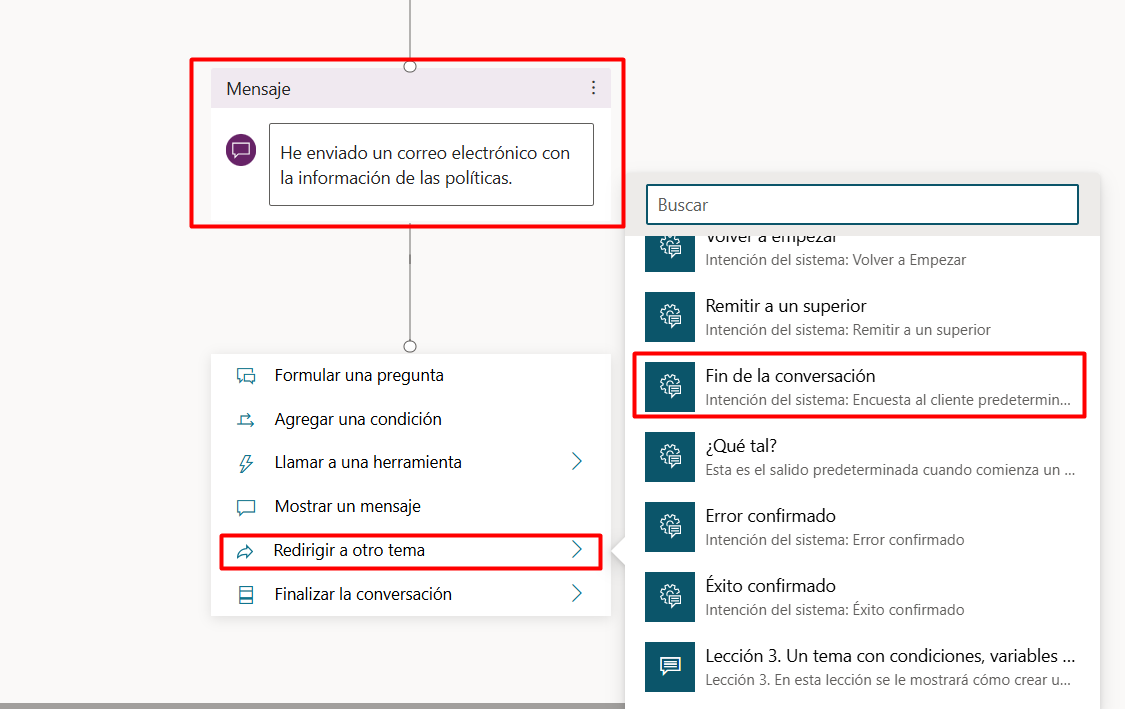 Mensaje
He enviado un correo electrónico con
la información de las políticas.
Formular una pregunta
Agregar una condición
Llamar a una herramienta
Mostrar un mensaje
Redirigir a otro tema
Finalizar la conversación
Buscar
Volver a empezar
Intención del sistema: Volver a Empezar
Remitir a un superior
Intención del sistema: Remitir a un superior
Fin de la conversación
Intención del sistema: Encuesta al cliente predetermin...
¿Qué tal?
Esta es el salido predeterminada cuando comienza un ...
Error confirmado
Intención del sistema: Error confirmado
Éxito confirmado
Intención del sistema: Éxito confirmado
Lección 3. Un tema con condiciones, variables ...
Lección 3. En esta lección se le mostrará cómo crear u...